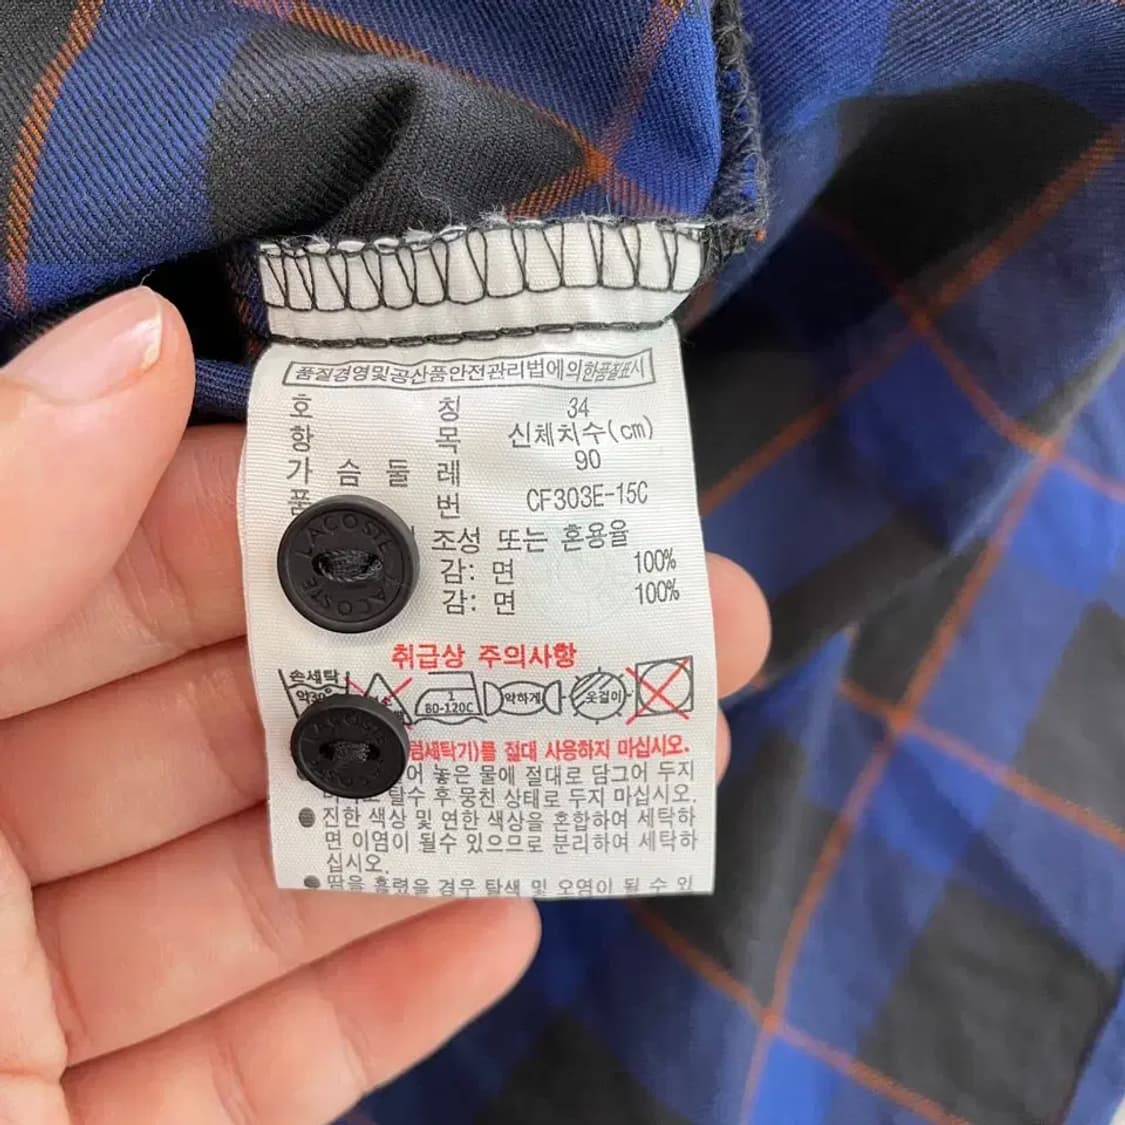 품질경영및공산품안전관리법에의한품질표시
호 칭 34
항 목 신체치수(cm)
가 슴 둘 레 90
품 번 CF303E-15C
조성 또는 혼용율
감: 면 100%
감: 면 100%
LACOSTE LACOSTE
취급상 주의사항
손세탁
약30°
1
80-120C
약하게
옷걸이
LACOSTE
세탁기)를 절대 사용하지 마십시오.
놓은 물에 절대로 담그어 두지
탈수 후 뭉친 상태로 두지 마십시오.
● 진한 색상 및 연한 색상을 혼합하여 세탁하
면 이염이 될수 있으므로 분리하여 세탁하
십시오.
● 땀을 흘렸을 경우 탈색 및 오염이 될 수 있